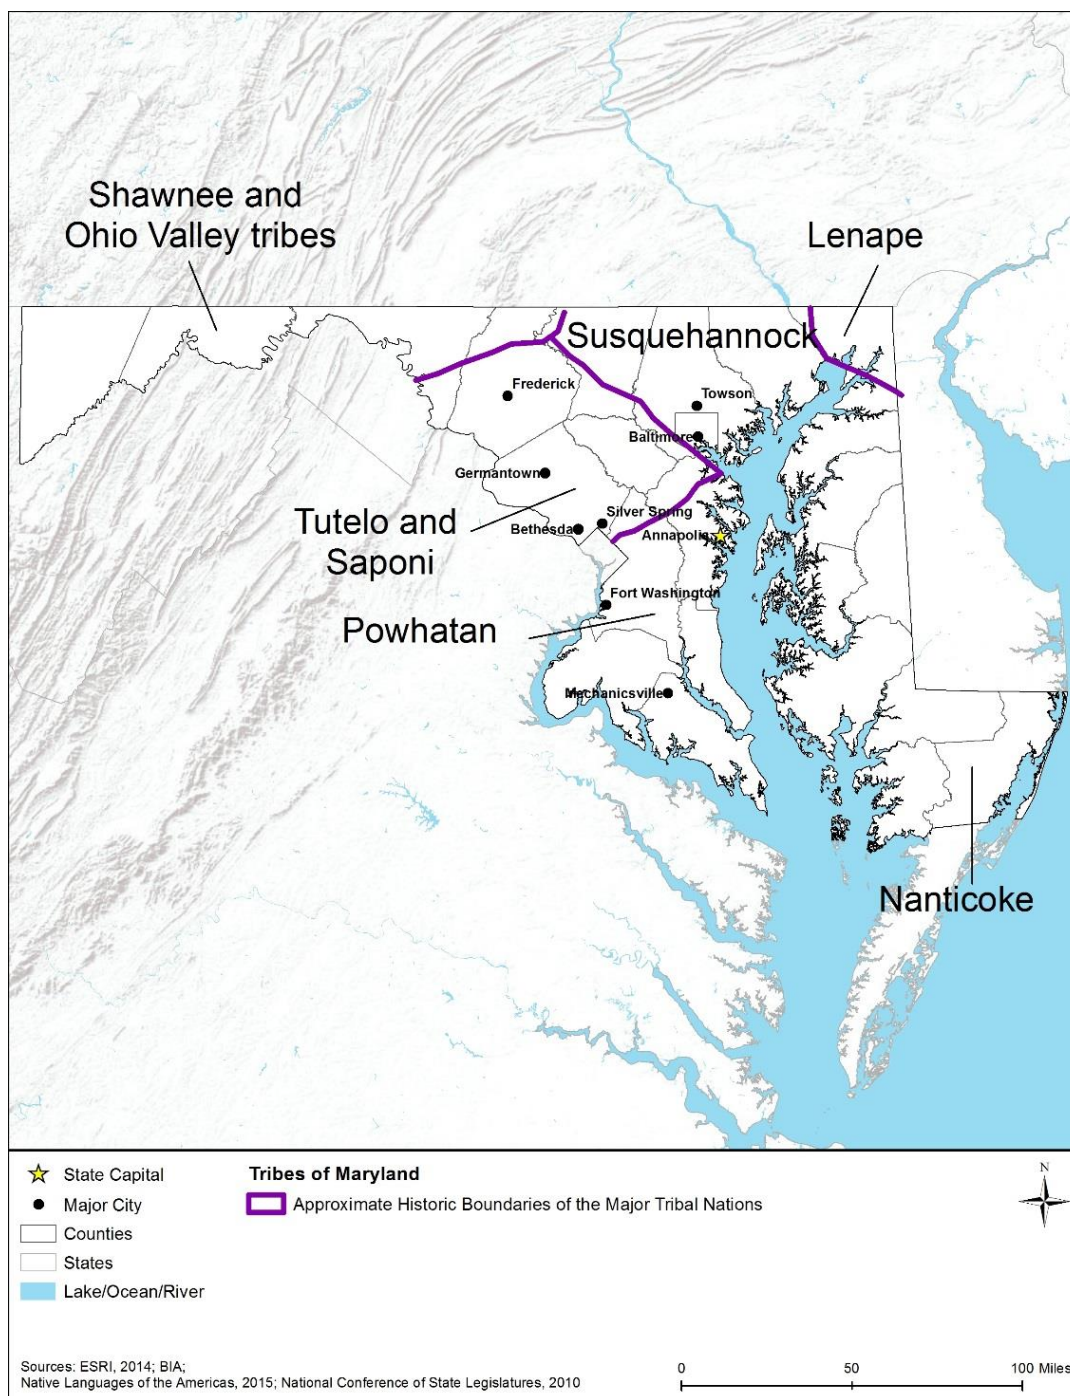 Shawnee and
Ohio Valley tribes
Lenape
Susquehannock
Frederick
Towson
Baltimore
Germantown
Tutelo and
Saponi
Silver Spring
Bethesda
Annapolis
Fort Washington
Powhatan
Mechanicsville
Nanticoke
State Capital
Major City
Counties
States
Lake/Ocean/River
Tribes of Maryland
Approximate Historic Boundaries of the Major Tribal Nations
N
Sources: ESRI, 2014; BIA;
Native Languages of the Americas, 2015; National Conference of State Legislatures, 2010
0 50 100 Miles